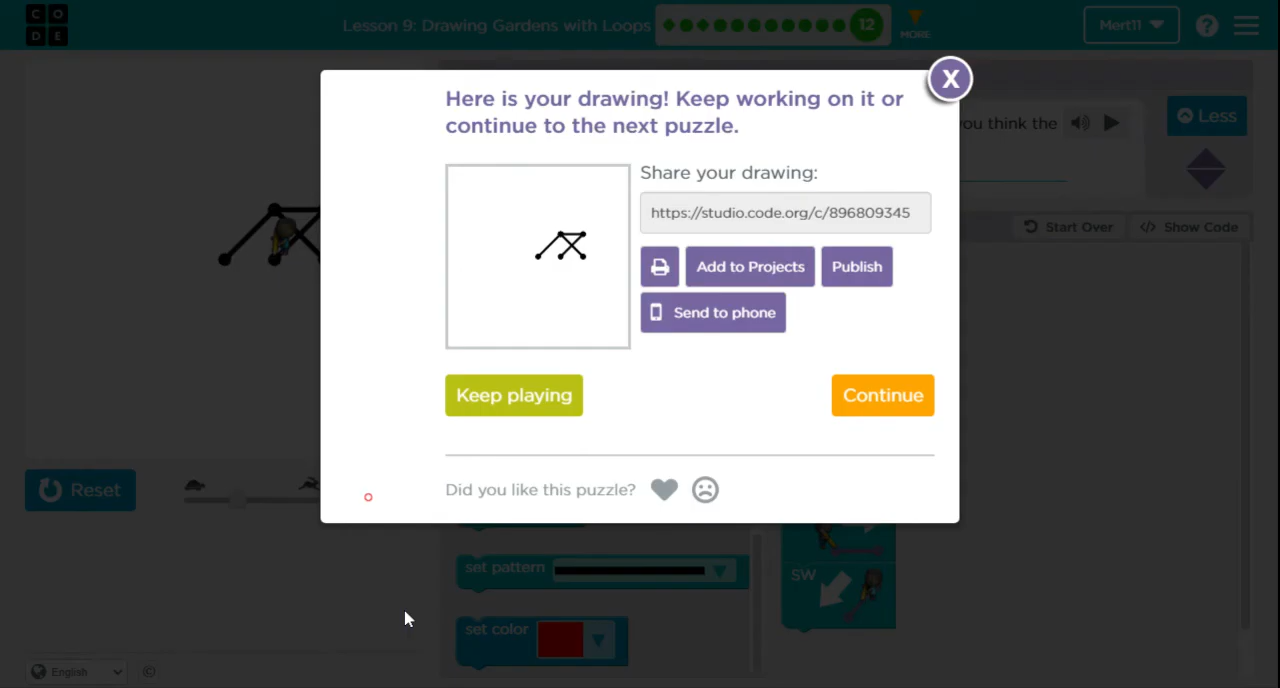 C O
D E
Lesson 9: Drawing Gardens with Loops
12
MORE
Mert11
?
X
Here is your drawing! Keep working on it or
continue to the next puzzle.
you think the
Less
Share your drawing:
https://studio.code.org/c/896809345
Start Over
Show Code
Add to Projects
Publish
Send to phone
Keep playing
Continue
Reset
Did you like this puzzle?
set pattern
SW
set color
English
©